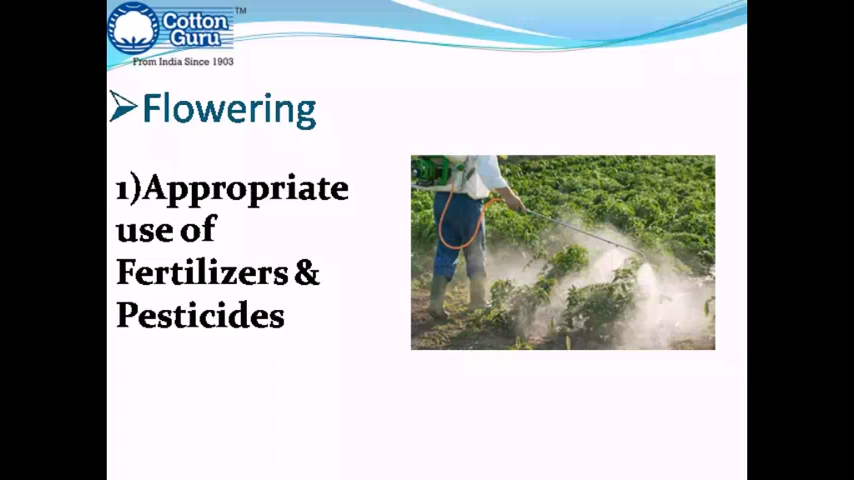 Cotton
Guru
TM
From India Since 1903
Flowering
1)Appropriate
use of
Fertilizers &
Pesticides